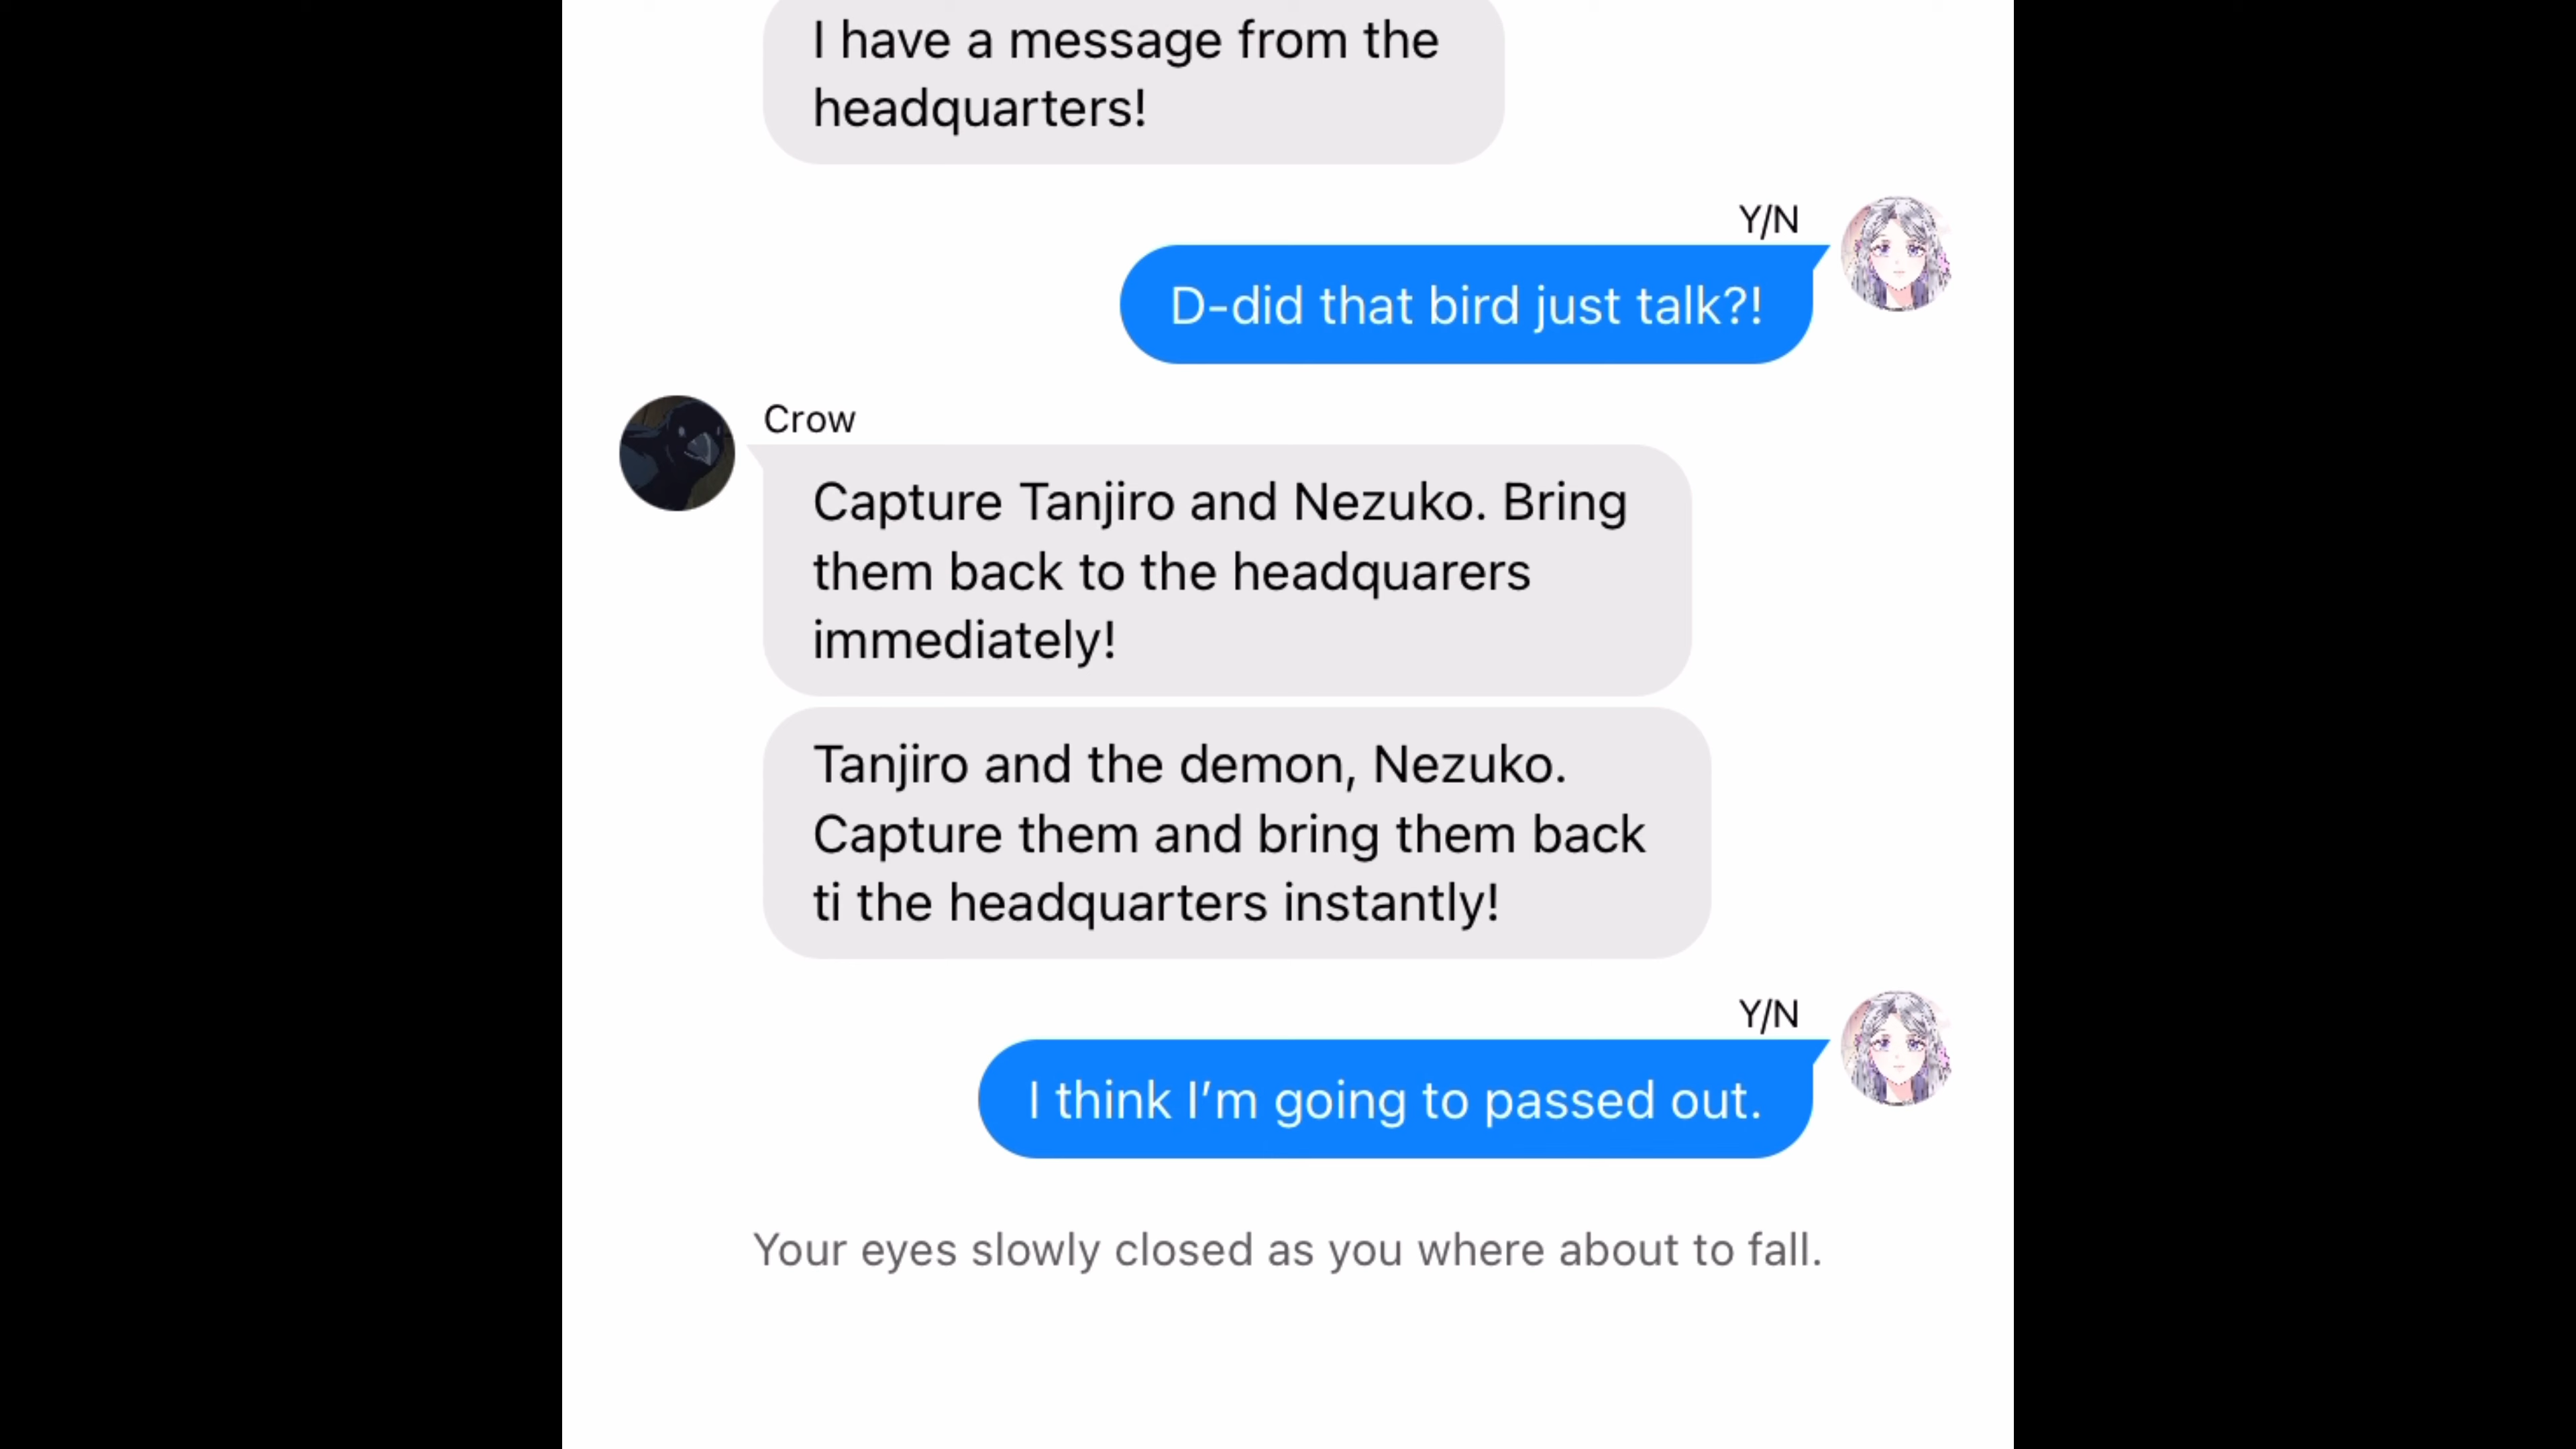 I have a message from the
headquarters!
Y/N
D-did that bird just talk?!
Crow
Capture Tanjiro and Nezuko. Bring
them back to the headquarers
immediately!
Tanjiro and the demon, Nezuko.
Capture them and bring them back
ti the headquarters instantly!
Y/N
I think I’m going to passed out.
Your eyes slowly closed as you where about to fall.